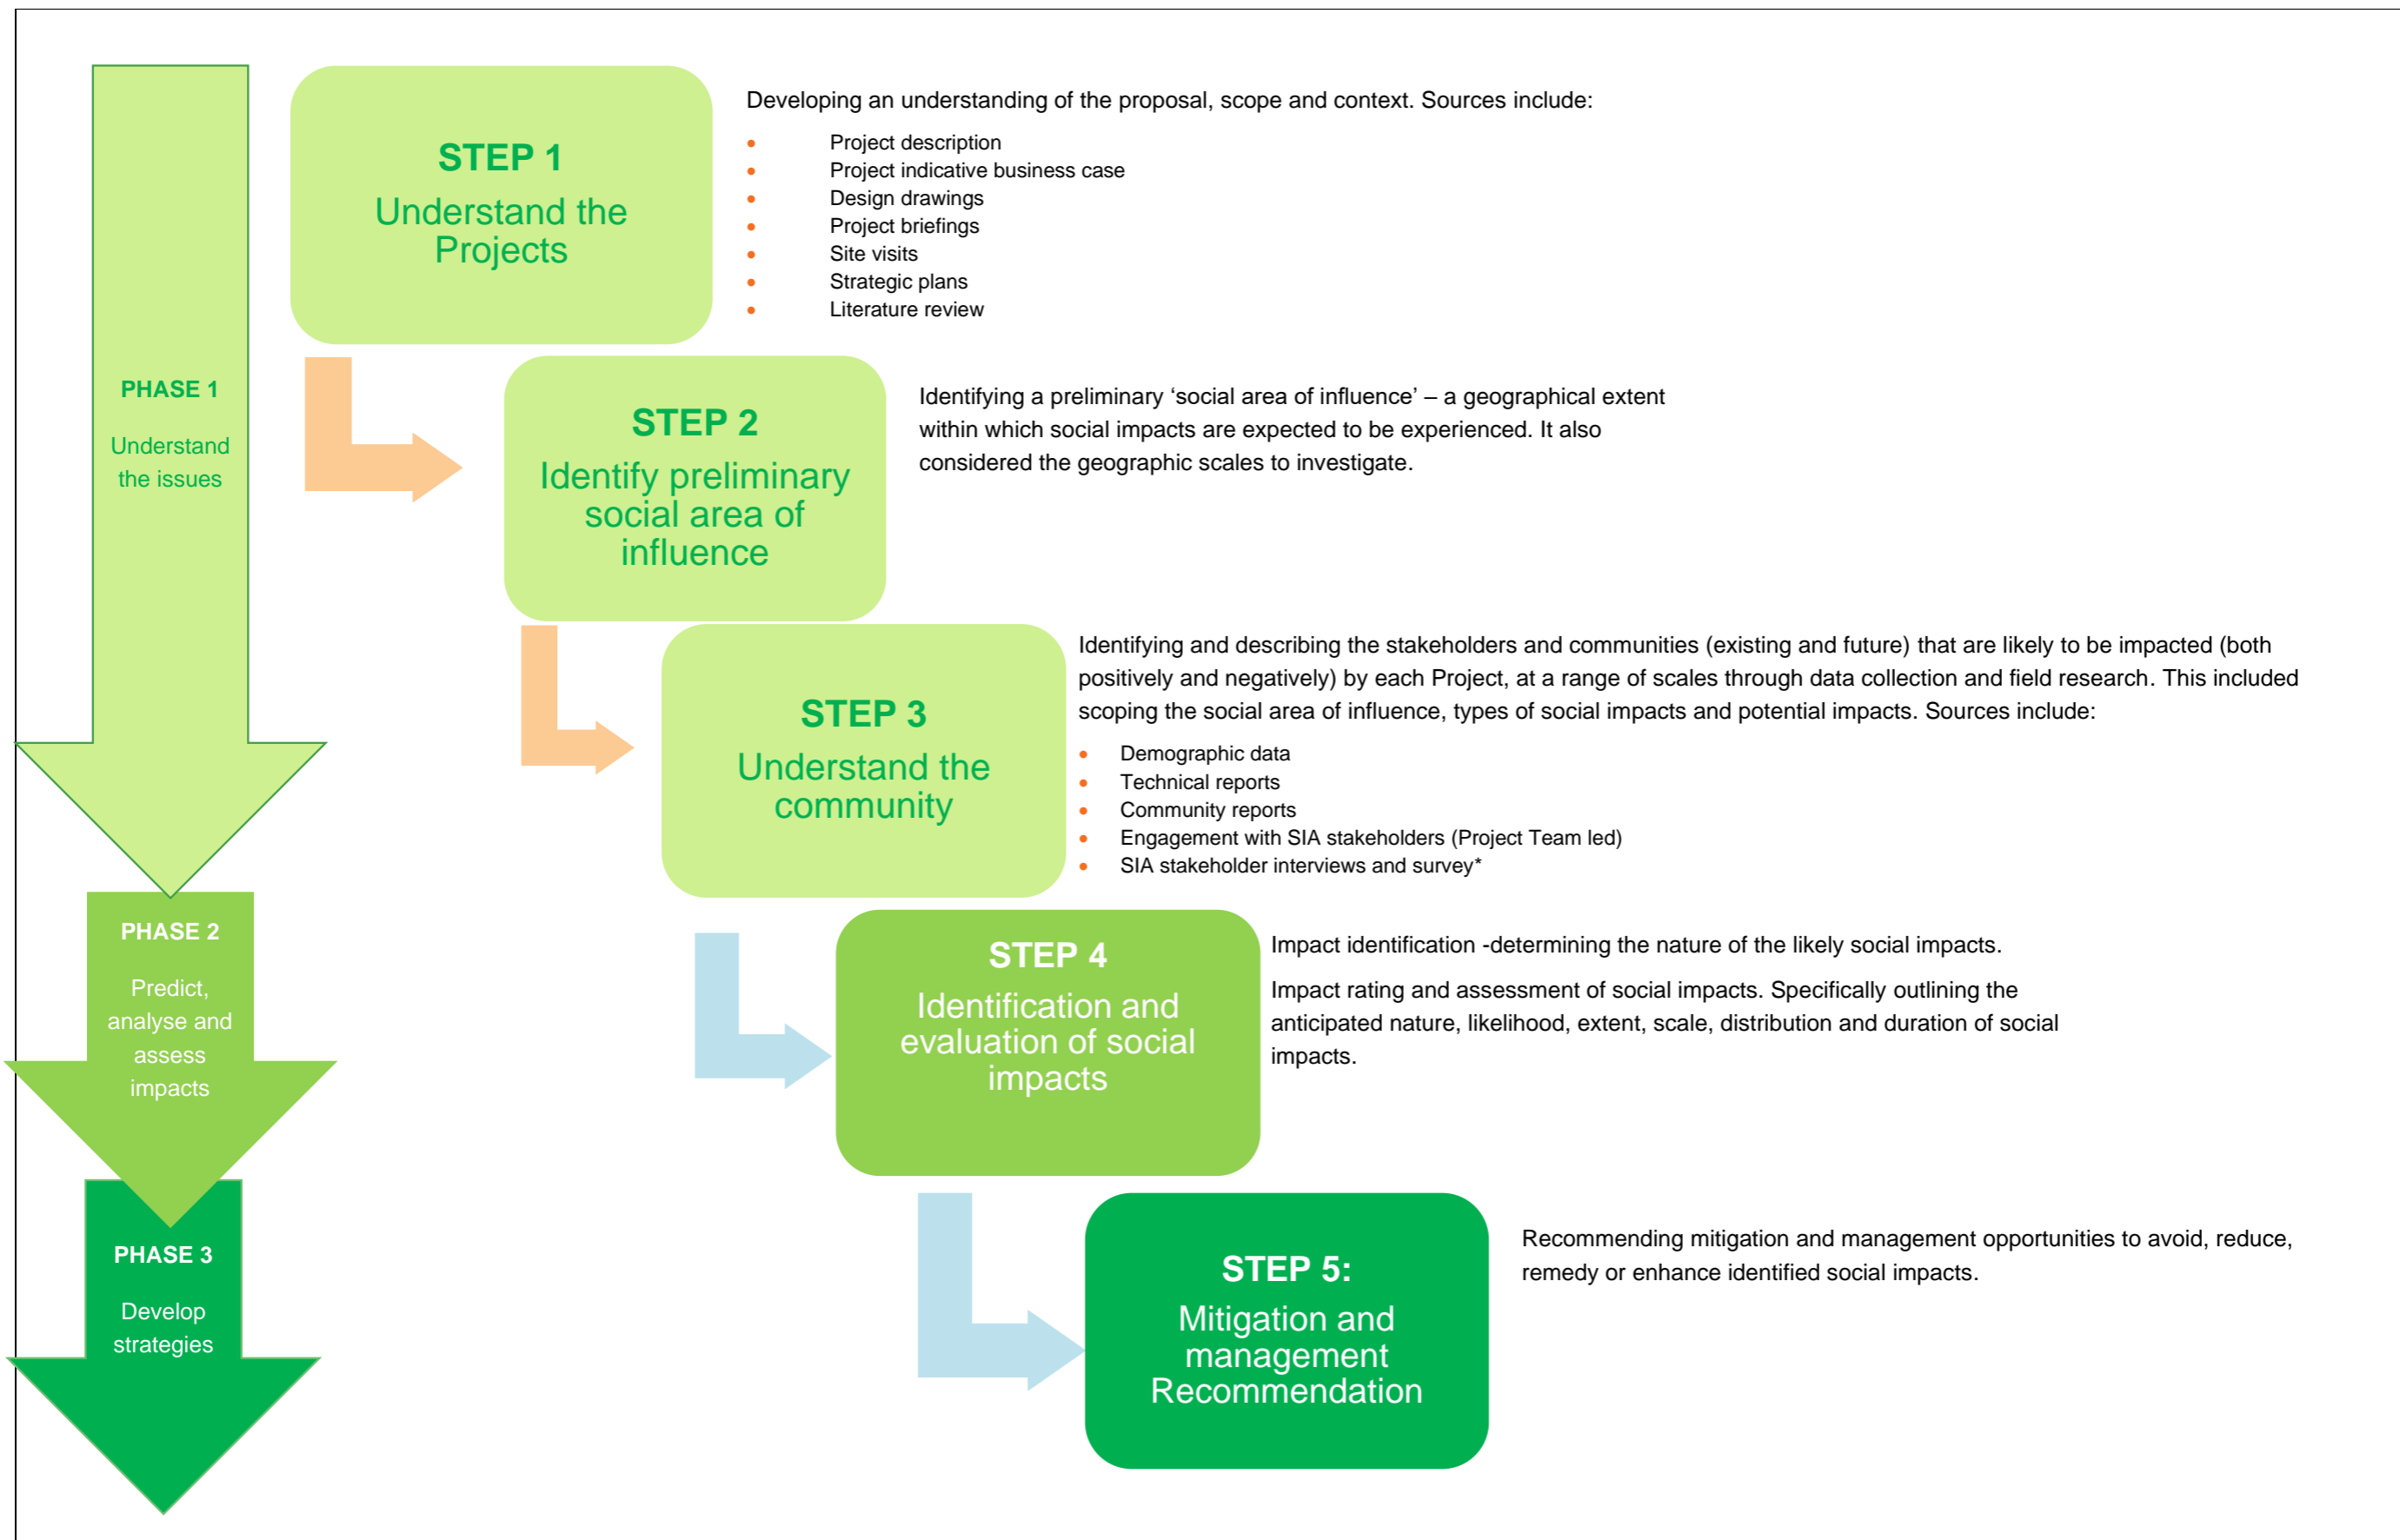 PHASE 1
Understand
the issues
STEP 1
Understand the
Projects
Developing an understanding of the proposal, scope and context. Sources include:
• Project description
• Project indicative business case
• Design drawings
• Project briefings
• Site visits
• Strategic plans
• Literature review
STEP 2
Identify preliminary
social area of
influence
Identifying a preliminary ‘social area of influence’ – a geographical extent
within which social impacts are expected to be experienced. It also
considered the geographic scales to investigate.
STEP 3
Understand the
community
Identifying and describing the stakeholders and communities (existing and future) that are likely to be impacted (both
positively and negatively) by each Project, at a range of scales through data collection and field research. This included
scoping the social area of influence, types of social impacts and potential impacts. Sources include:
• Demographic data
• Technical reports
• Community reports
• Engagement with SIA stakeholders (Project Team led)
• SIA stakeholder interviews and survey*
PHASE 2
Predict,
analyse and
assess
impacts
STEP 4
Identification and
evaluation of social
impacts
Impact identification -determining the nature of the likely social impacts.
Impact rating and assessment of social impacts. Specifically outlining the
anticipated nature, likelihood, extent, scale, distribution and duration of social
impacts.
PHASE 3
Develop
strategies
STEP 5:
Mitigation and
management
Recommendation
Recommending mitigation and management opportunities to avoid, reduce,
remedy or enhance identified social impacts.